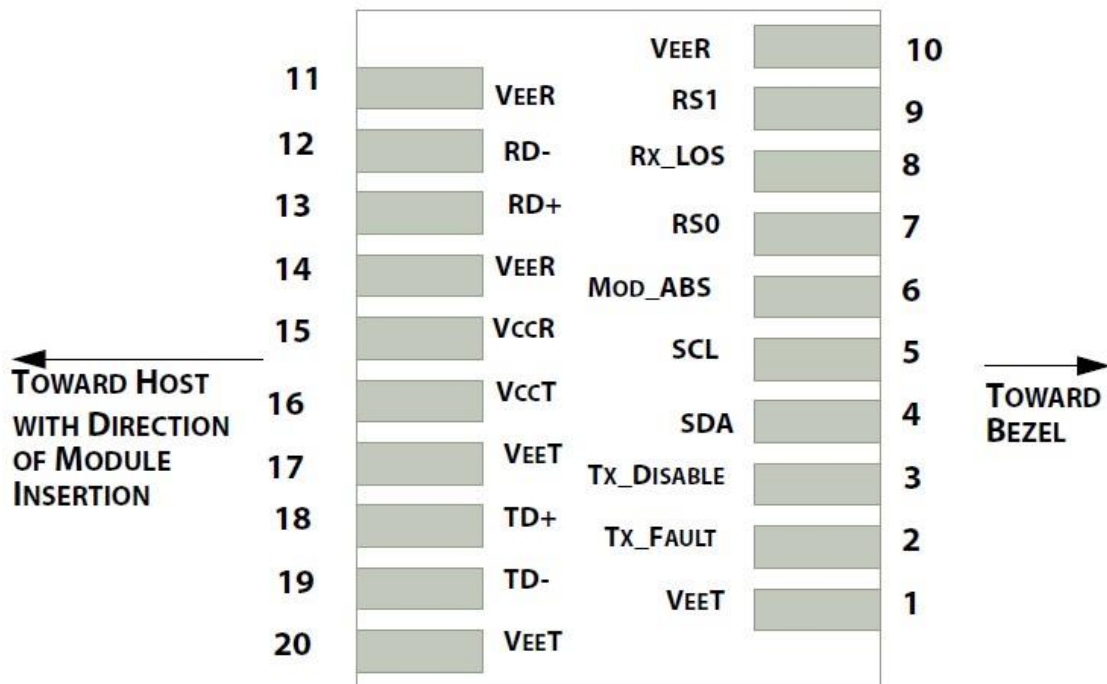 11 VEER
12 RD-
13 RD+
14 VEER
15 VCCR
16 VCCT
17 VEET
18 TD+
19 TD-
20 VEET
VEER 10
RS1 9
RX_LOS 8
RS0 7
MOD_ABS 6
SCL 5
SDA 4
TX_DISABLE 3
TX_FAULT 2
VEET 1
TOWARD HOST
WITH DIRECTION
OF MODULE
INSERTION
TOWARD
BEZEL